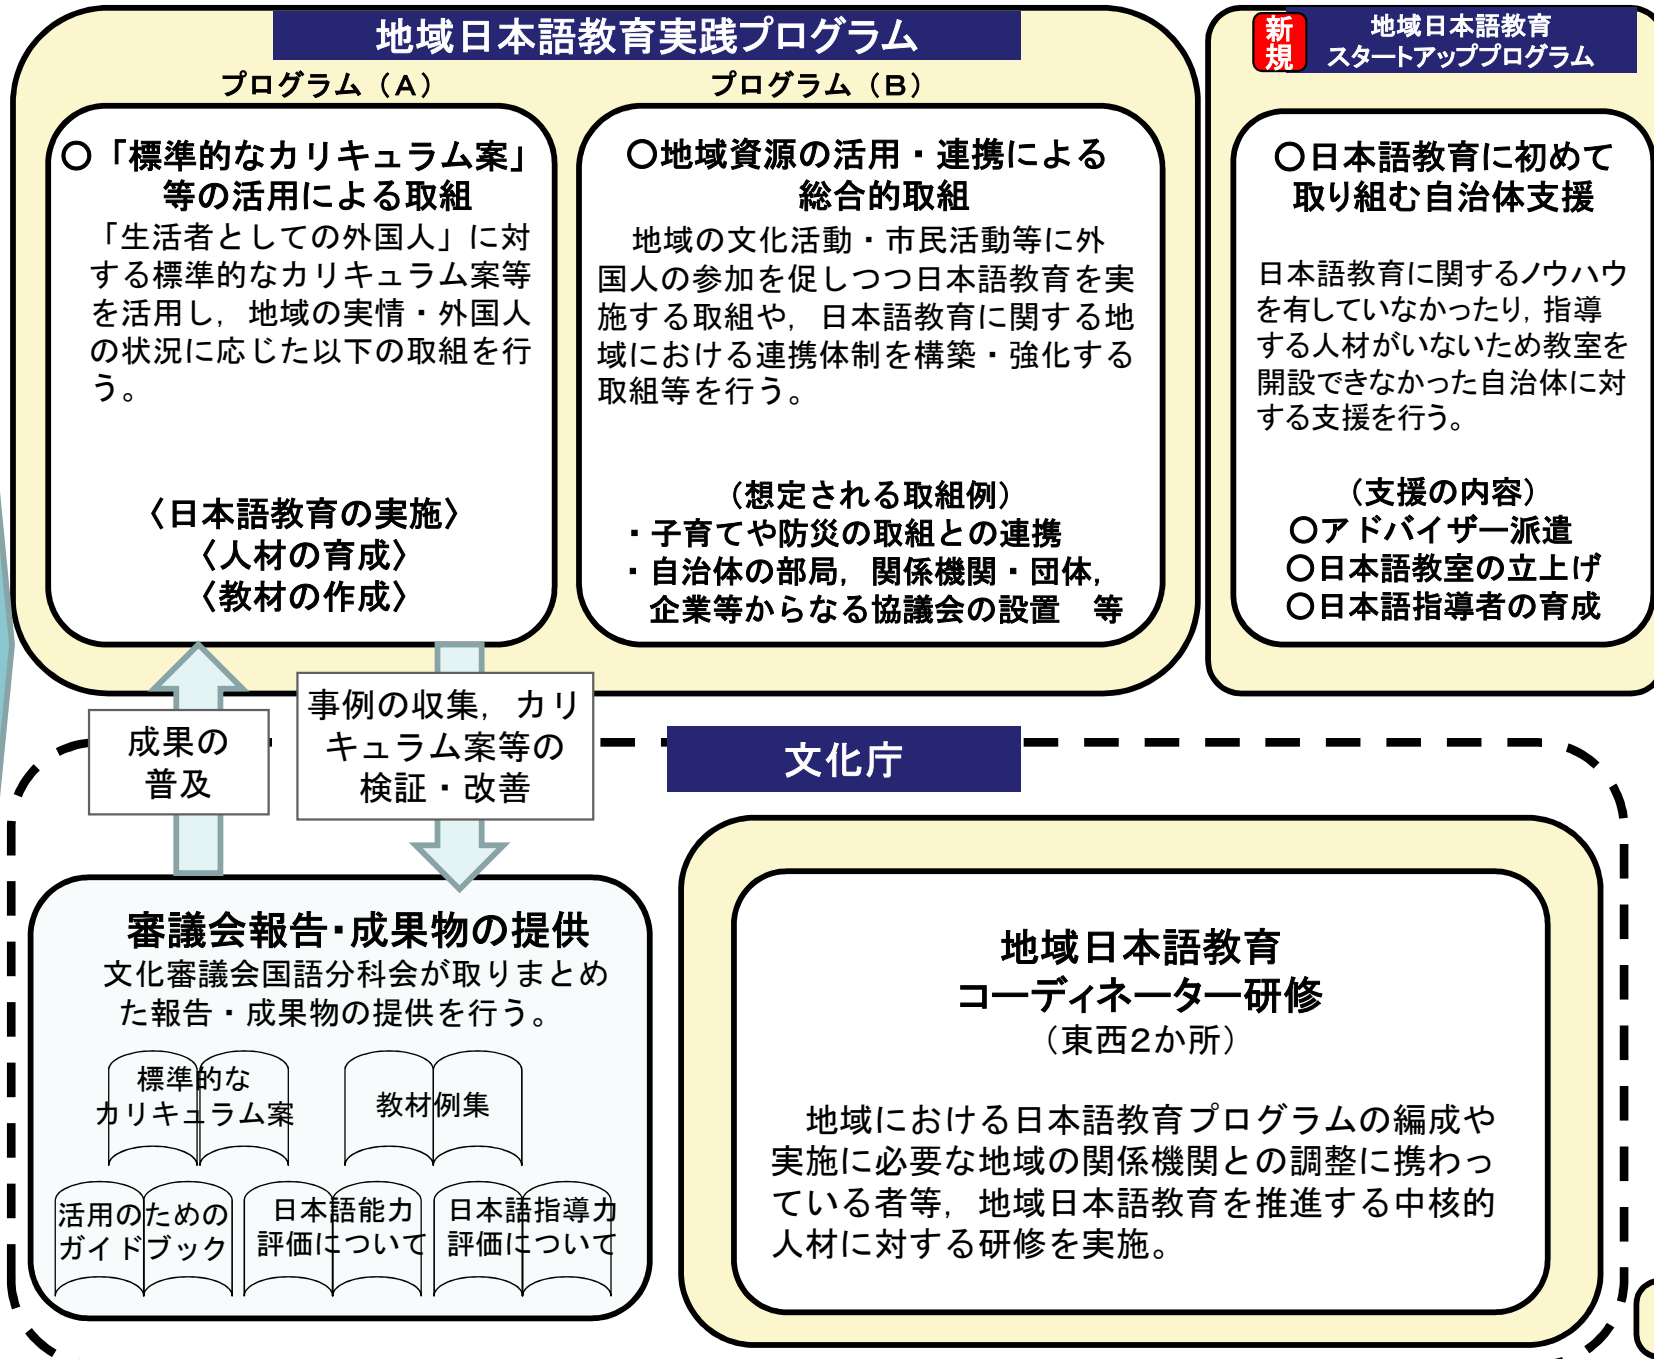 地域日本語教育実践プログラム
プログラム（A）
〇「標準的なカリキュラム案」
等の活用による取組
「生活者としての外国人」に対
する標準的なカリキュラム案等
を活用し，地域の実情・外国人
の状況に応じた以下の取組を行
う。
〈日本語教育の実施〉
〈人材の育成〉
〈教材の作成〉
プログラム（B）
〇地域資源の活用・連携による
総合的取組
地域の文化活動・市民活動等に外
国人の参加を促しつつ日本語教育を実
施する取組や，日本語教育に関する地
域における連携体制を構築・強化する
取組等を行う。
（想定される取組例）
・子育てや防災の取組との連携
・自治体の部局，関係機関・団体，
企業等からなる協議会の設置　等
新
規
地域日本語教育
スタートアッププログラム
〇日本語教育に初めて
取り組む自治体支援
日本語教育に関するノウハウ
を有していなかったり，指導
する人材がいないため教室を
開設できなかった自治体に対
する支援を行う。
（支援の内容）
〇アドバイザー派遣
〇日本語教室の立上げ
〇日本語指導者の育成
成果の
普及
事例の収集，カリ
キュラム案等の
検証・改善
文化庁
審議会報告・成果物の提供
文化審議会国語分科会が取りまとめ
た報告・成果物の提供を行う。
標準的な
カリキュラム案
教材例集
活用のための
ガイドブック
日本語能力
評価について
日本語指導力
評価について
地域日本語教育
コーディネーター研修
（東西２か所）
地域における日本語教育プログラムの編成や
実施に必要な地域の関係機関との調整に携わっ
ている者等，地域日本語教育を推進する中核的
人材に対する研修を実施。